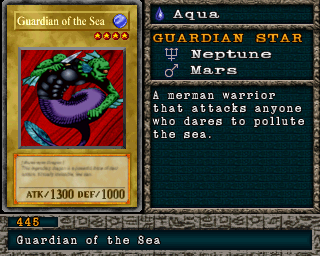 Guardian of the Sea
ATK/1300 DEF/1000
Aqua
GUARDIAN STAR
Neptune
Mars
A merman warrior
that attacks anyone
who dares to pollute
the sea.
445
Guardian of the Sea